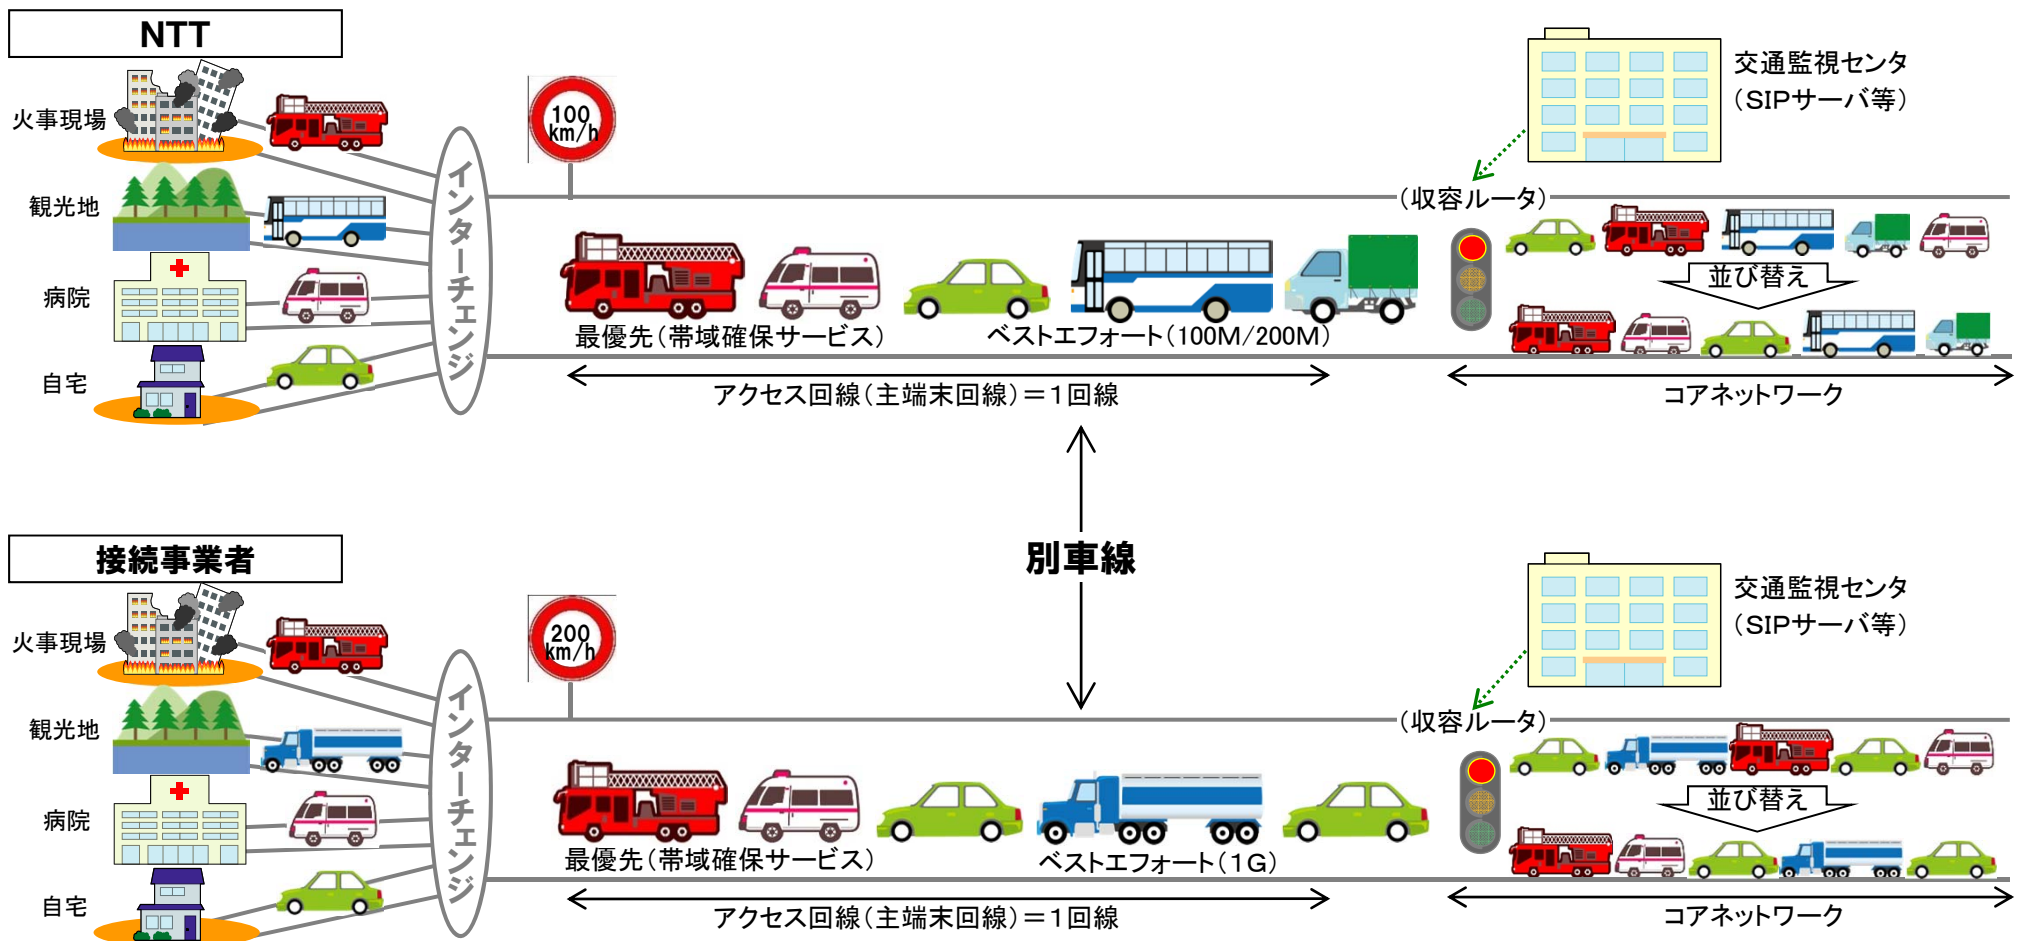 NTT
火事現場
観光地
病院
自宅
インターチェンジ
100
km/h
最優先(帯域確保サービス)
ベストエフォート(100M/200M)
アクセス回線(主端末回線)=1回線
交通監視センタ
(SIPサーバ等)
(収容ルータ)
並び替え
コアネットワーク
別車線
接続事業者
火事現場
観光地
病院
自宅
インターチェンジ
200
km/h
最優先(帯域確保サービス)
ベストエフォート(1G)
アクセス回線(主端末回線)=1回線
交通監視センタ
(SIPサーバ等)
(収容ルータ)
並び替え
コアネットワーク